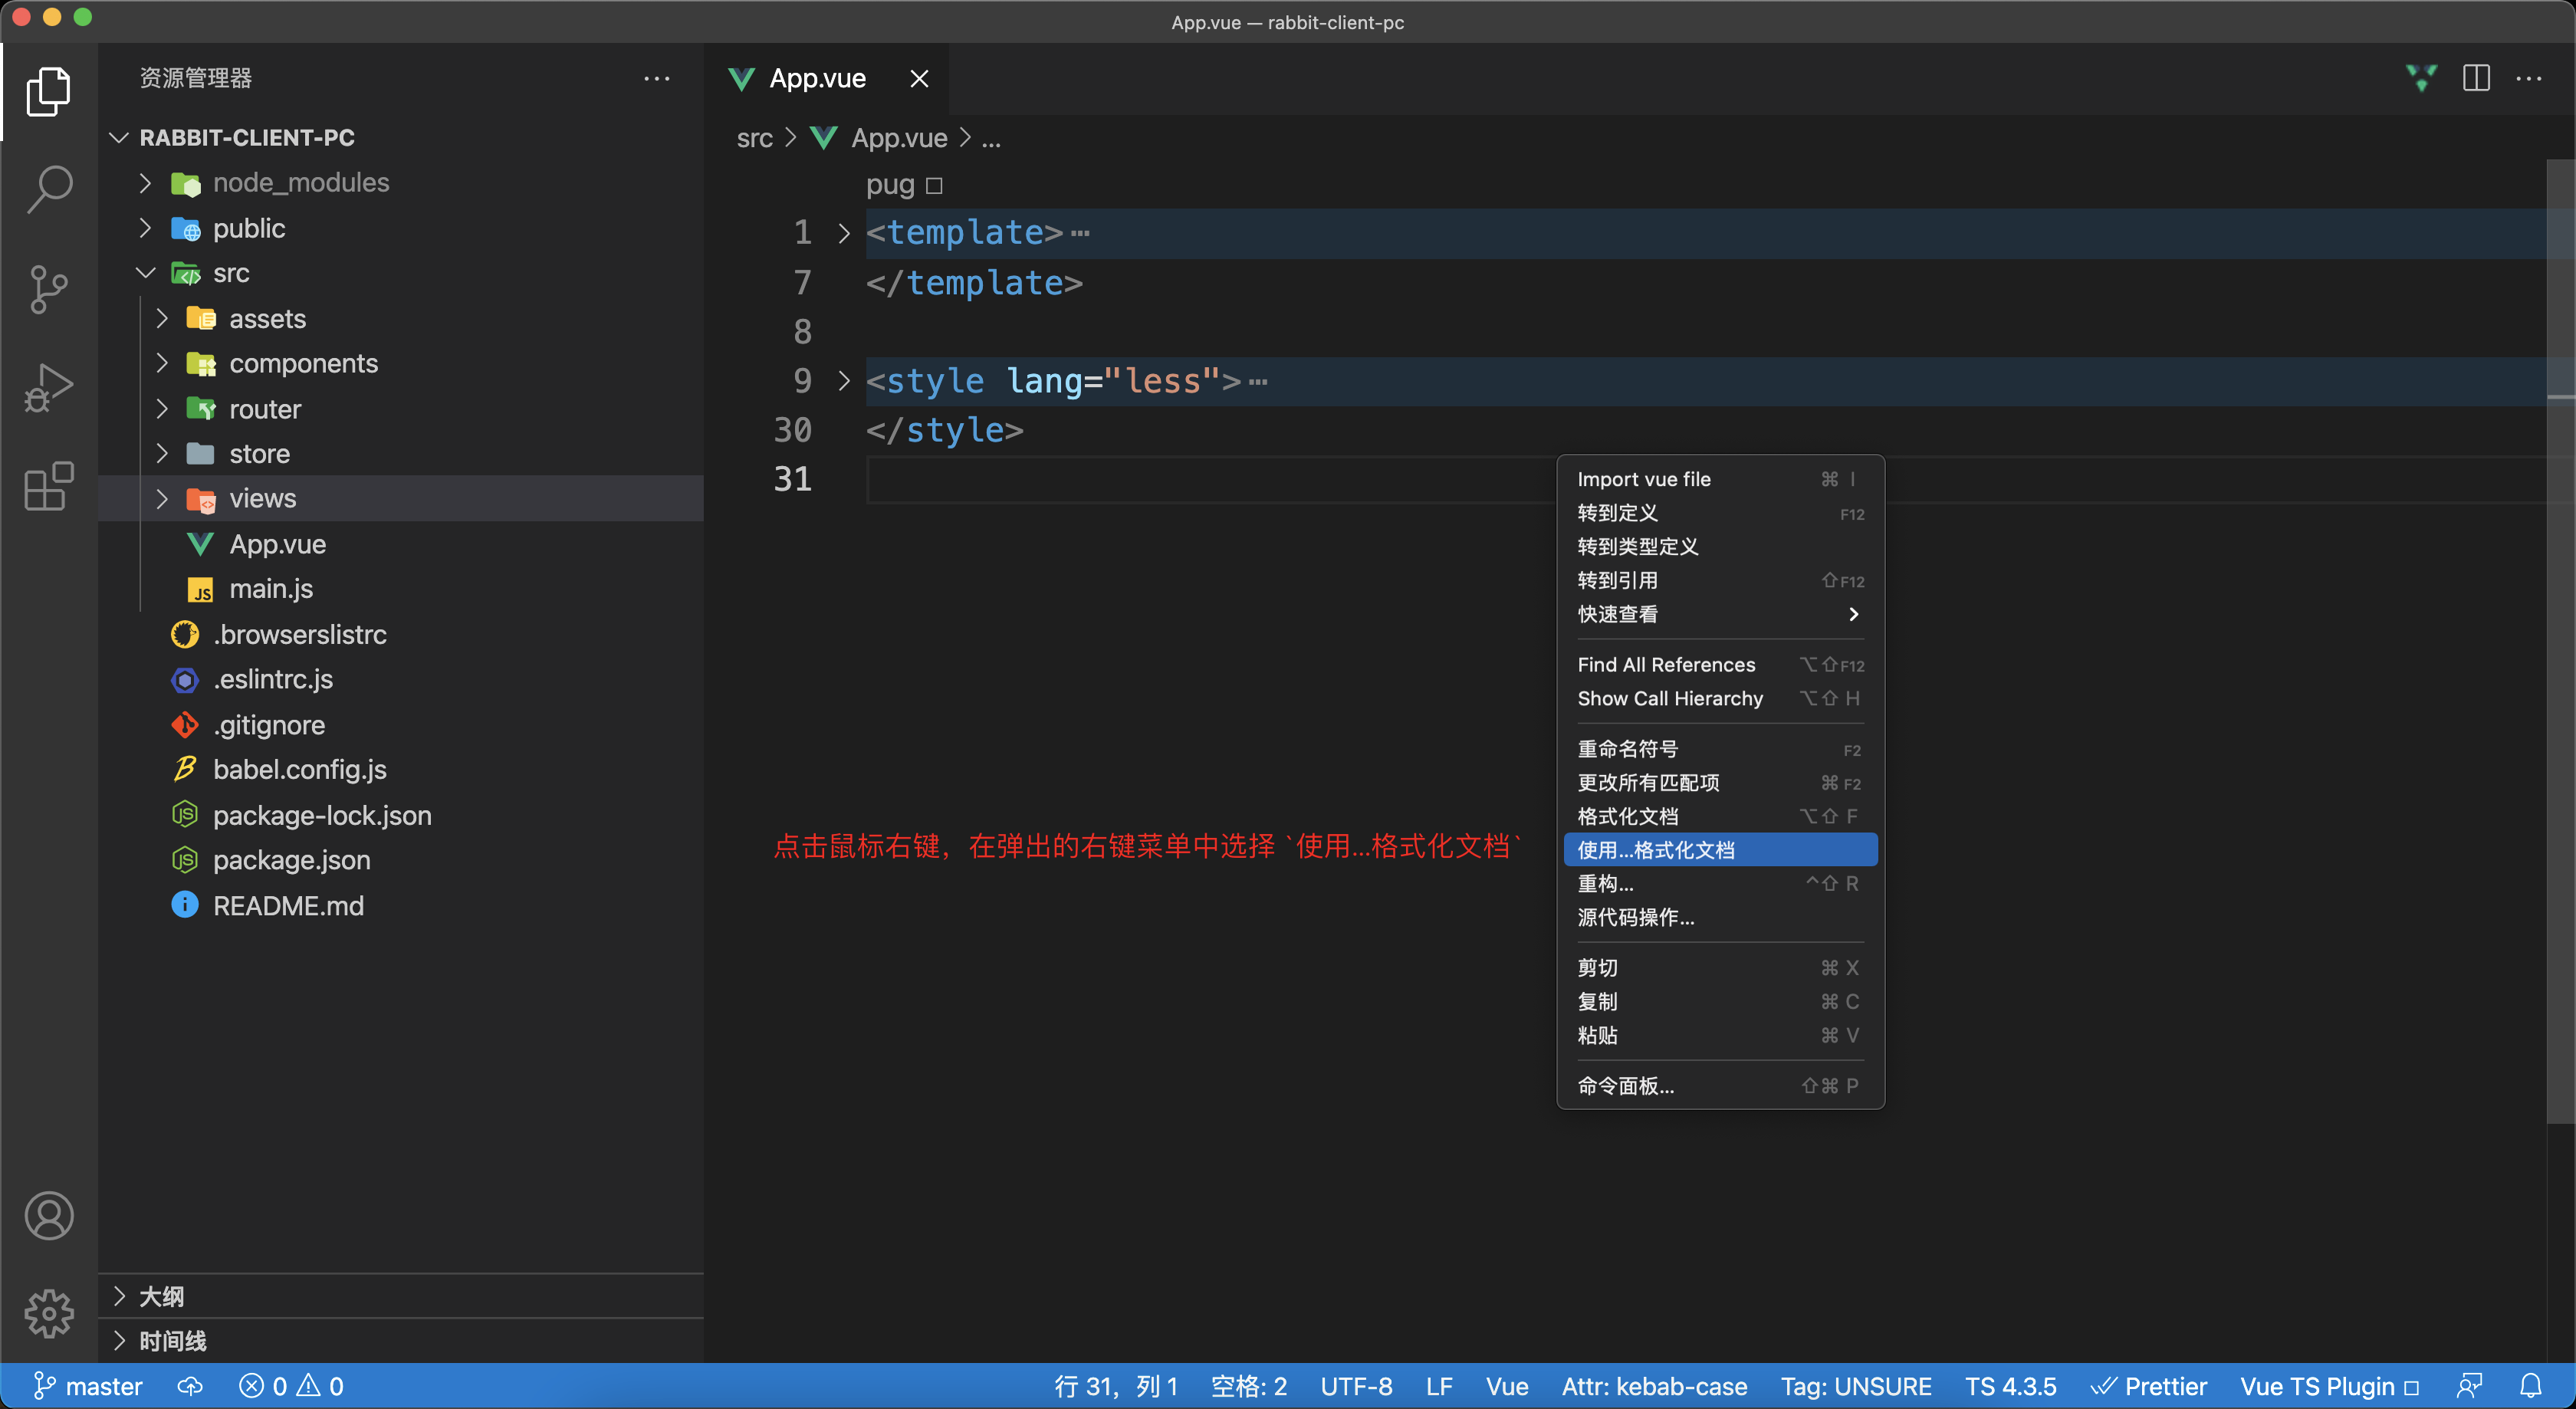 App.vue — rabbit-client-pc
资源管理器
RABBIT-CLIENT-PC
node_modules
public
src
assets
components
router
store
views
App.vue
main.js
.browserslistrc
.eslintrc.js
.gitignore
babel.config.js
package-lock.json
package.json
README.md
大纲
时间线
App.vue
src > App.vue > ...
pug □
1 <template>⋯
7 </template>
8
9 <style lang="less">⋯
30 </style>
31
点击鼠标右键，在弹出的右键菜单中选择 `使用...格式化文档`
Import vue file ⌘ I
转到定义 F12
转到类型定义
转到引用 ⇧F12
快速查看
Find All References ⌥⇧F12
Show Call Hierarchy ⌥⇧ H
重命名符号 F2
更改所有匹配项 ⌘ F2
格式化文档 ⌥⇧ F
使用...格式化文档
重构... ^⇧ R
源代码操作...
剪切 ⌘ X
复制 ⌘ C
粘贴 ⌘ V
命令面板... ⇧⌘ P
master 0 0 行 31，列 1 空格: 2 UTF-8 LF Vue Attr: kebab-case Tag: UNSURE TS 4.3.5 Prettier Vue TS Plugin □